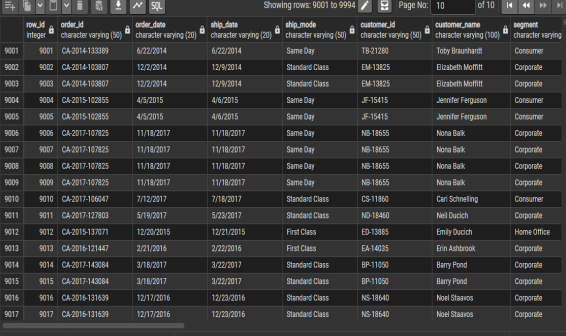 SQL Showing rows: 9001 to 9994 Page No: 10 of 10
row_id order_id order_date ship_date ship_mode customer_id customer_name segment
integer character varying (50) character varying (20) character varying (20) character varying (50) character varying (50) character varying (100) character varying
9001 9001 CA-2014-133389 6/22/2014 6/22/2014 Same Day TB-21280 Toby Braunhardt Consumer
9002 9002 CA-2014-103807 12/2/2014 12/9/2014 Standard Class EM-13825 Elizabeth Moffitt Corporate
9003 9003 CA-2014-103807 12/2/2014 12/9/2014 Standard Class EM-13825 Elizabeth Moffitt Corporate
9004 9004 CA-2015-102855 4/5/2015 4/6/2015 Same Day JF-15415 Jennifer Ferguson Consumer
9005 9005 CA-2015-102855 4/5/2015 4/6/2015 Same Day JF-15415 Jennifer Ferguson Consumer
9006 9006 CA-2017-107825 11/18/2017 11/18/2017 Same Day NB-18655 Nona Balk Corporate
9007 9007 CA-2017-107825 11/18/2017 11/18/2017 Same Day NB-18655 Nona Balk Corporate
9008 9008 CA-2017-107825 11/18/2017 11/18/2017 Same Day NB-18655 Nona Balk Corporate
9009 9009 CA-2017-107825 11/18/2017 11/18/2017 Same Day NB-18655 Nona Balk Corporate
9010 9010 CA-2017-106047 7/12/2017 7/18/2017 Standard Class CS-11860 Cari Schnelling Consumer
9011 9011 CA-2017-127803 5/19/2017 5/23/2017 Standard Class ND-18460 Neil Ducich Corporate
9012 9012 CA-2015-137071 12/20/2015 12/21/2015 First Class ED-13885 Emily Ducich Home Office
9013 9013 CA-2016-121447 2/21/2016 2/22/2016 First Class EA-14035 Erin Ashbrook Corporate
9014 9014 CA-2017-143084 3/18/2017 3/22/2017 Standard Class BP-11050 Barry Pond Corporate
9015 9015 CA-2017-143084 3/18/2017 3/22/2017 Standard Class BP-11050 Barry Pond Corporate
9016 9016 CA-2016-131639 12/17/2016 12/23/2016 Standard Class NS-18640 Noel Staavos Corporate
9017 9017 CA-2016-131639 12/17/2016 12/23/2016 Standard Class NS-18640 Noel Staavos Corporate